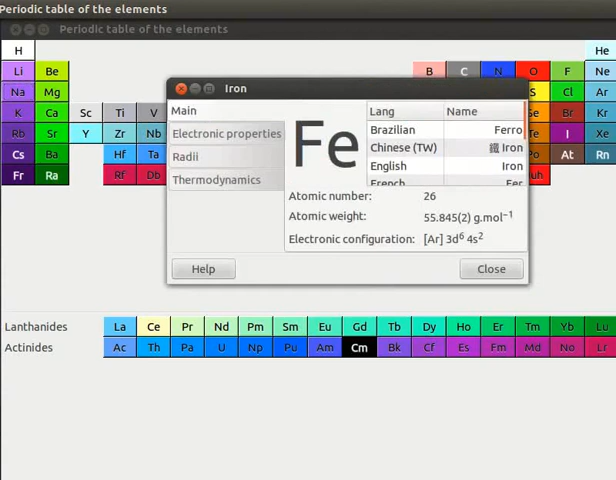 Periodic table of the elements
Periodic table of the elements
H He
Li Be B C N O F Ne
Na Mg S Cl Ar
K Ca Sc Ti V Se Br Kr
Rb Sr Y Zr Nb I Xe
Cs Ba Hf Ta Po At Rn
Fr Ra Rf Db uh
Iron
Main
Electronic properties
Radii
Thermodynamics
Fe
Lang Name
Brazilian Ferro
Chinese (TW) 鐵 Iron
English Iron
French Fer
Atomic number: 26
Atomic weight: 55.845(2) g.mol⁻¹
Electronic configuration: [Ar] 3d⁶ 4s²
Help Close
Lanthanides La Ce Pr Nd Pm Sm Eu Gd Tb Dy Ho Er Tm Yb Lu
Actinides Ac Th Pa U Np Pu Am Cm Bk Cf Es Fm Md No Lr